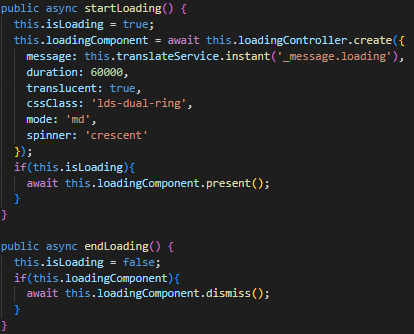 public async startLoading() {
  this.isLoading = true;
  this.loadingComponent = await this.loadingController.create({
    message: this.translateService.instant('_message.loading'),
    duration: 60000,
    translucent: true,
    cssClass: 'lds-dual-ring',
    mode: 'md',
    spinner: 'crescent'
  });
  if(this.isLoading){
    await this.loadingComponent.present();
  }
}

public async endLoading() {
  this.isLoading = false;
  if(this.loadingComponent){
    await this.loadingComponent.dismiss();
  }
}